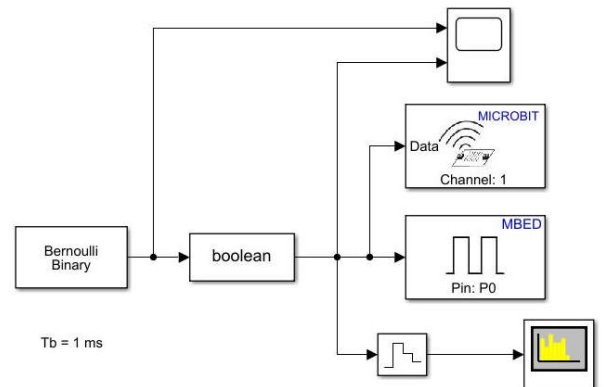 MICROBIT
Data
Channel: 1
MBED
Pin: P0
Bernoulli
Binary
boolean
Tb = 1 ms